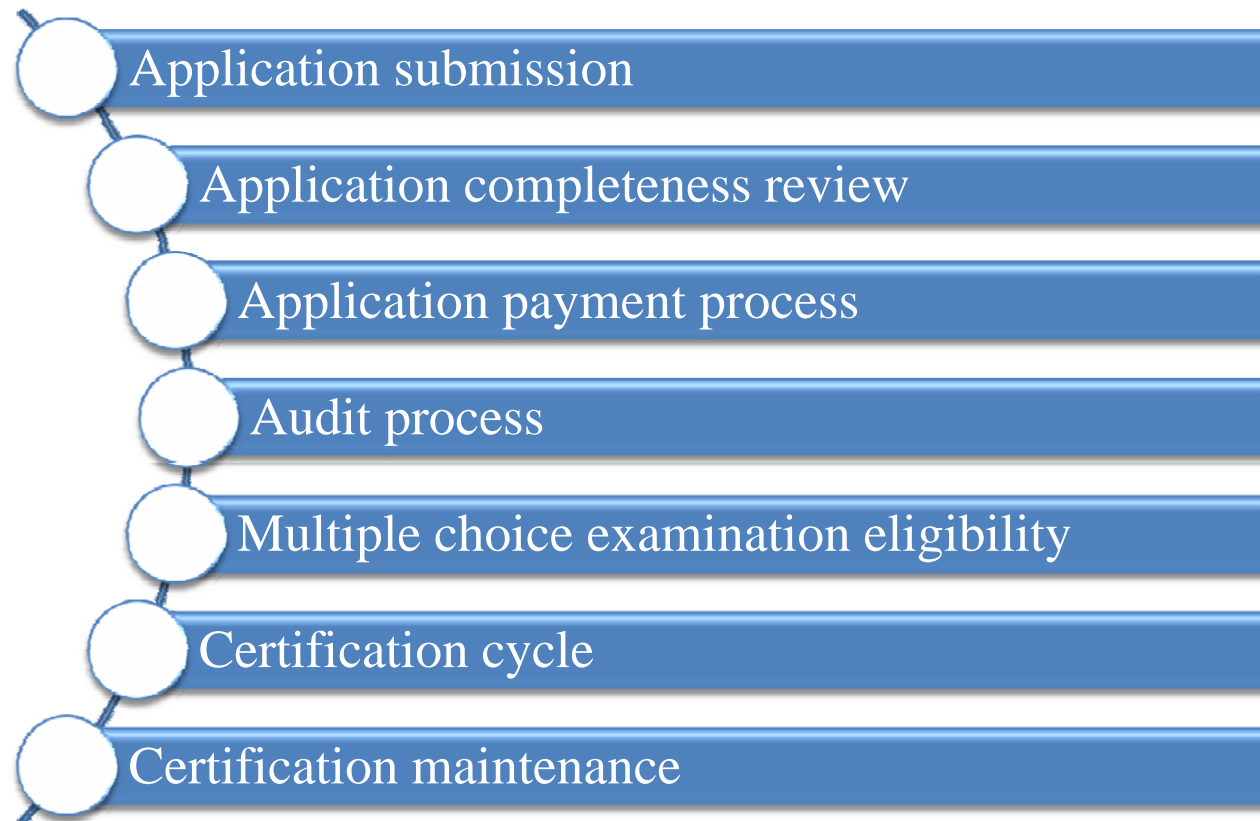 Application submission
Application completeness review
Application payment process
Audit process
Multiple choice examination eligibility
Certification cycle
Certification maintenance